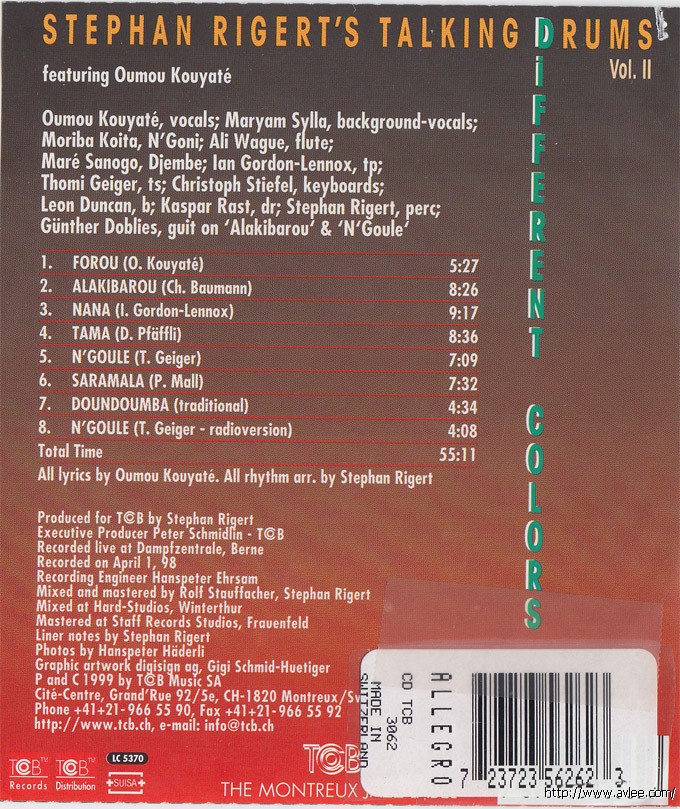 STEPHAN RIGERT'S TALKING DRUMS
Vol. II
DiFFERENT COLORS
featuring Oumou Kouyaté
Oumou Kouyaté, vocals; Maryam Sylla, background-vocals;
Moriba Koita, N'Goni; Ali Wague, flute;
Maré Sanogo, Djembe; Ian Gordon-Lennox, tp;
Thomi Geiger, ts; Christoph Stiefel, keyboards;
Leon Duncan, b; Kaspar Rast, dr; Stephan Rigert, perc;
Günther Doblies, guit on 'Alakibarou' & 'N'Goule'
1. FOROU (O. Kouyaté) 5:27
2. ALAKIBAROU (Ch. Baumann) 8:26
3. NANA (I. Gordon-Lennox) 9:17
4. TAMA (D. Pfäffli) 8:36
5. N'GOULE (T. Geiger) 7:09
6. SARAMALA (P. Mall) 7:32
7. DOUNDOUMBA (traditional) 4:34
8. N'GOULE (T. Geiger - radioversion) 4:08
Total Time 55:11
All lyrics by Oumou Kouyaté. All rhythm arr. by Stephan Rigert
Produced for TCB by Stephan Rigert
Executive Producer Peter Schmidlin - TCB
Recorded live at Dampfzentrale, Berne
Recorded on April 1, 98
Recording Engineer Hanspeter Ehrsam
Mixed and mastered by Rolf Stauffacher, Stephan Rigert
Mixed at Hard-Studios, Winterthur
Mastered at Staff Records Studios, Frauenfeld
Liner notes by Stephan Rigert
Photos by Hanspeter Häderli
Graphic artwork digisign ag, Gigi Schmid-Huetiger
P and C 1999 by TCB Music SA
Cité-Centre, Grand'Rue 92/5e, CH-1820 Montreux/Sw
Phone +41+21-966 55 90, Fax +41+21-966 55 92
http://www.tcb.ch, e-mail: info@tcb.ch
TCB TM Records
TCB TM Distribution
LC 5370
SUISA
TCB
THE MONTREUX
ALLEGRO
CD TCB
3062
MADE IN
SWITZERLAND
7 23723 56262 3
http://www.avlee.com/